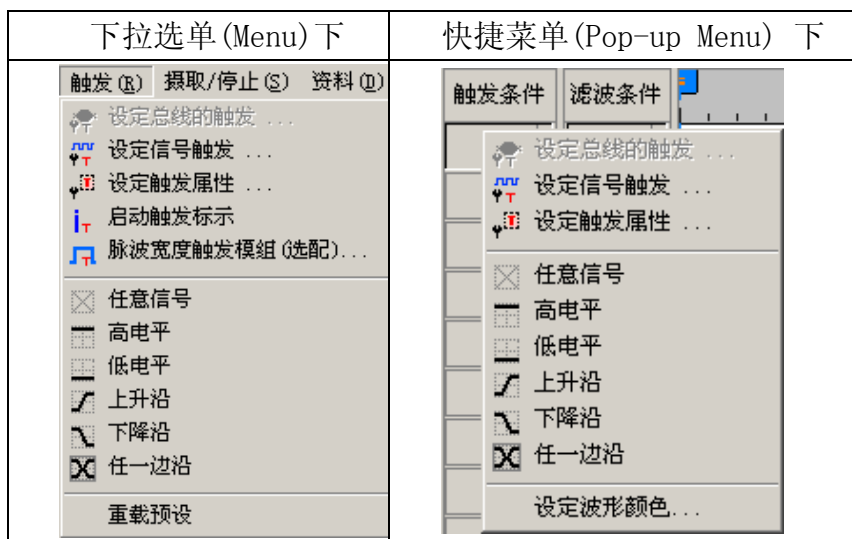 下拉选单(Menu)下
快捷菜单(Pop-up Menu) 下
触发(R) 摄取/停止(S) 资料(D)
设定总线的触发 ...
设定信号触发 ...
设定触发属性 ...
启动触发标示
脉波宽度触发模组(选配)...
任意信号
高电平
低电平
上升沿
下降沿
任一边沿
重载预设
触发条件 滤波条件
设定总线的触发 ...
设定信号触发 ...
设定触发属性 ...
任意信号
高电平
低电平
上升沿
下降沿
任一边沿
设定波形颜色...